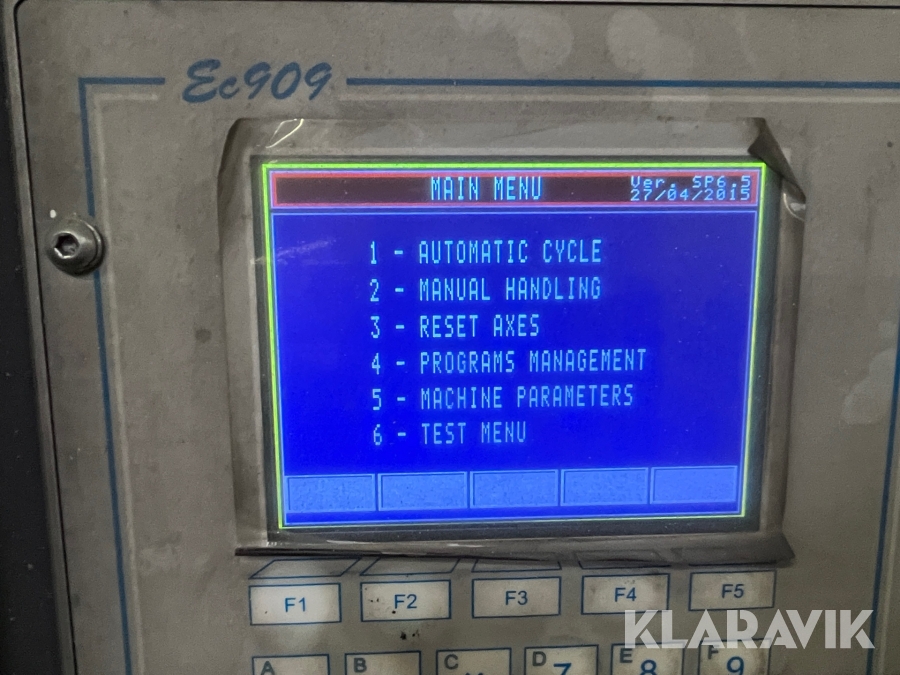 Ec909
MAIN MENU
Ver. SP6.5
27/04/2015
1 - AUTOMATIC CYCLE
2 - MANUAL HANDLING
3 - RESET AXES
4 - PROGRAMS MANAGEMENT
5 - MACHINE PARAMETERS
6 - TEST MENU
F1 F2 F3 F4 F5
A B C D 7 E 8 F 9
KLARAVIK